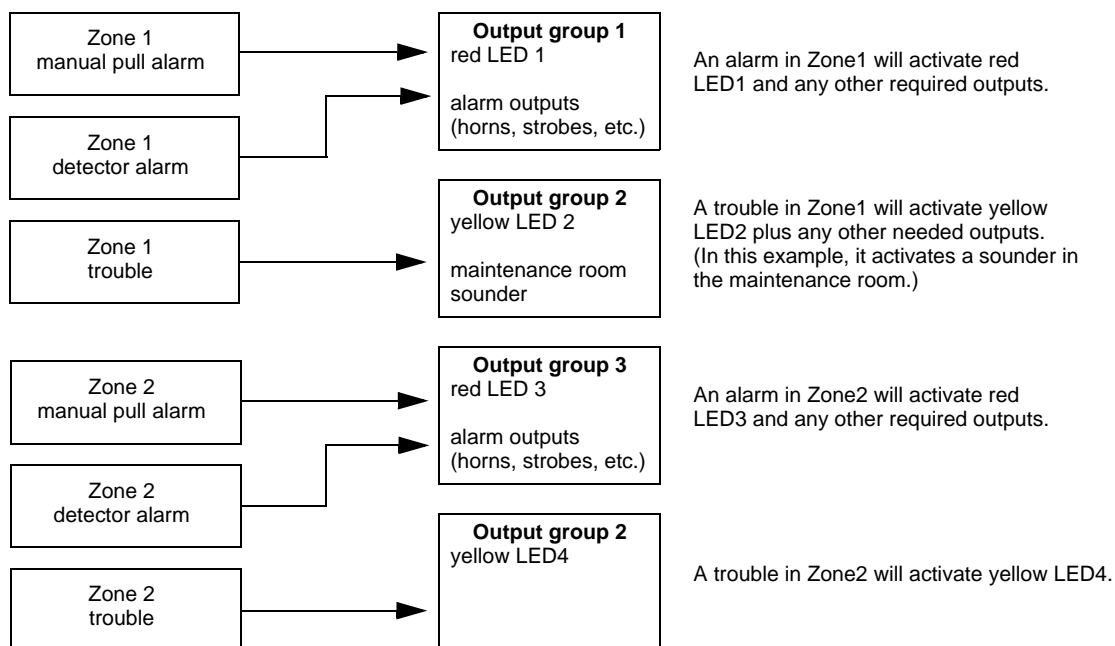 Zone 1
manual pull alarm
Output group 1
red LED 1
alarm outputs
(horns, strobes, etc.)
An alarm in Zone1 will activate red
LED1 and any other required outputs.
Zone 1
detector alarm
Zone 1
trouble
Output group 2
yellow LED 2
maintenance room
sounder
A trouble in Zone1 will activate yellow
LED2 plus any other needed outputs.
(In this example, it activates a sounder in
the maintenance room.)
Zone 2
manual pull alarm
Output group 3
red LED 3
alarm outputs
(horns, strobes, etc.)
An alarm in Zone2 will activate red
LED3 and any other required outputs.
Zone 2
detector alarm
Zone 2
trouble
Output group 2
yellow LED4
A trouble in Zone2 will activate yellow LED4.